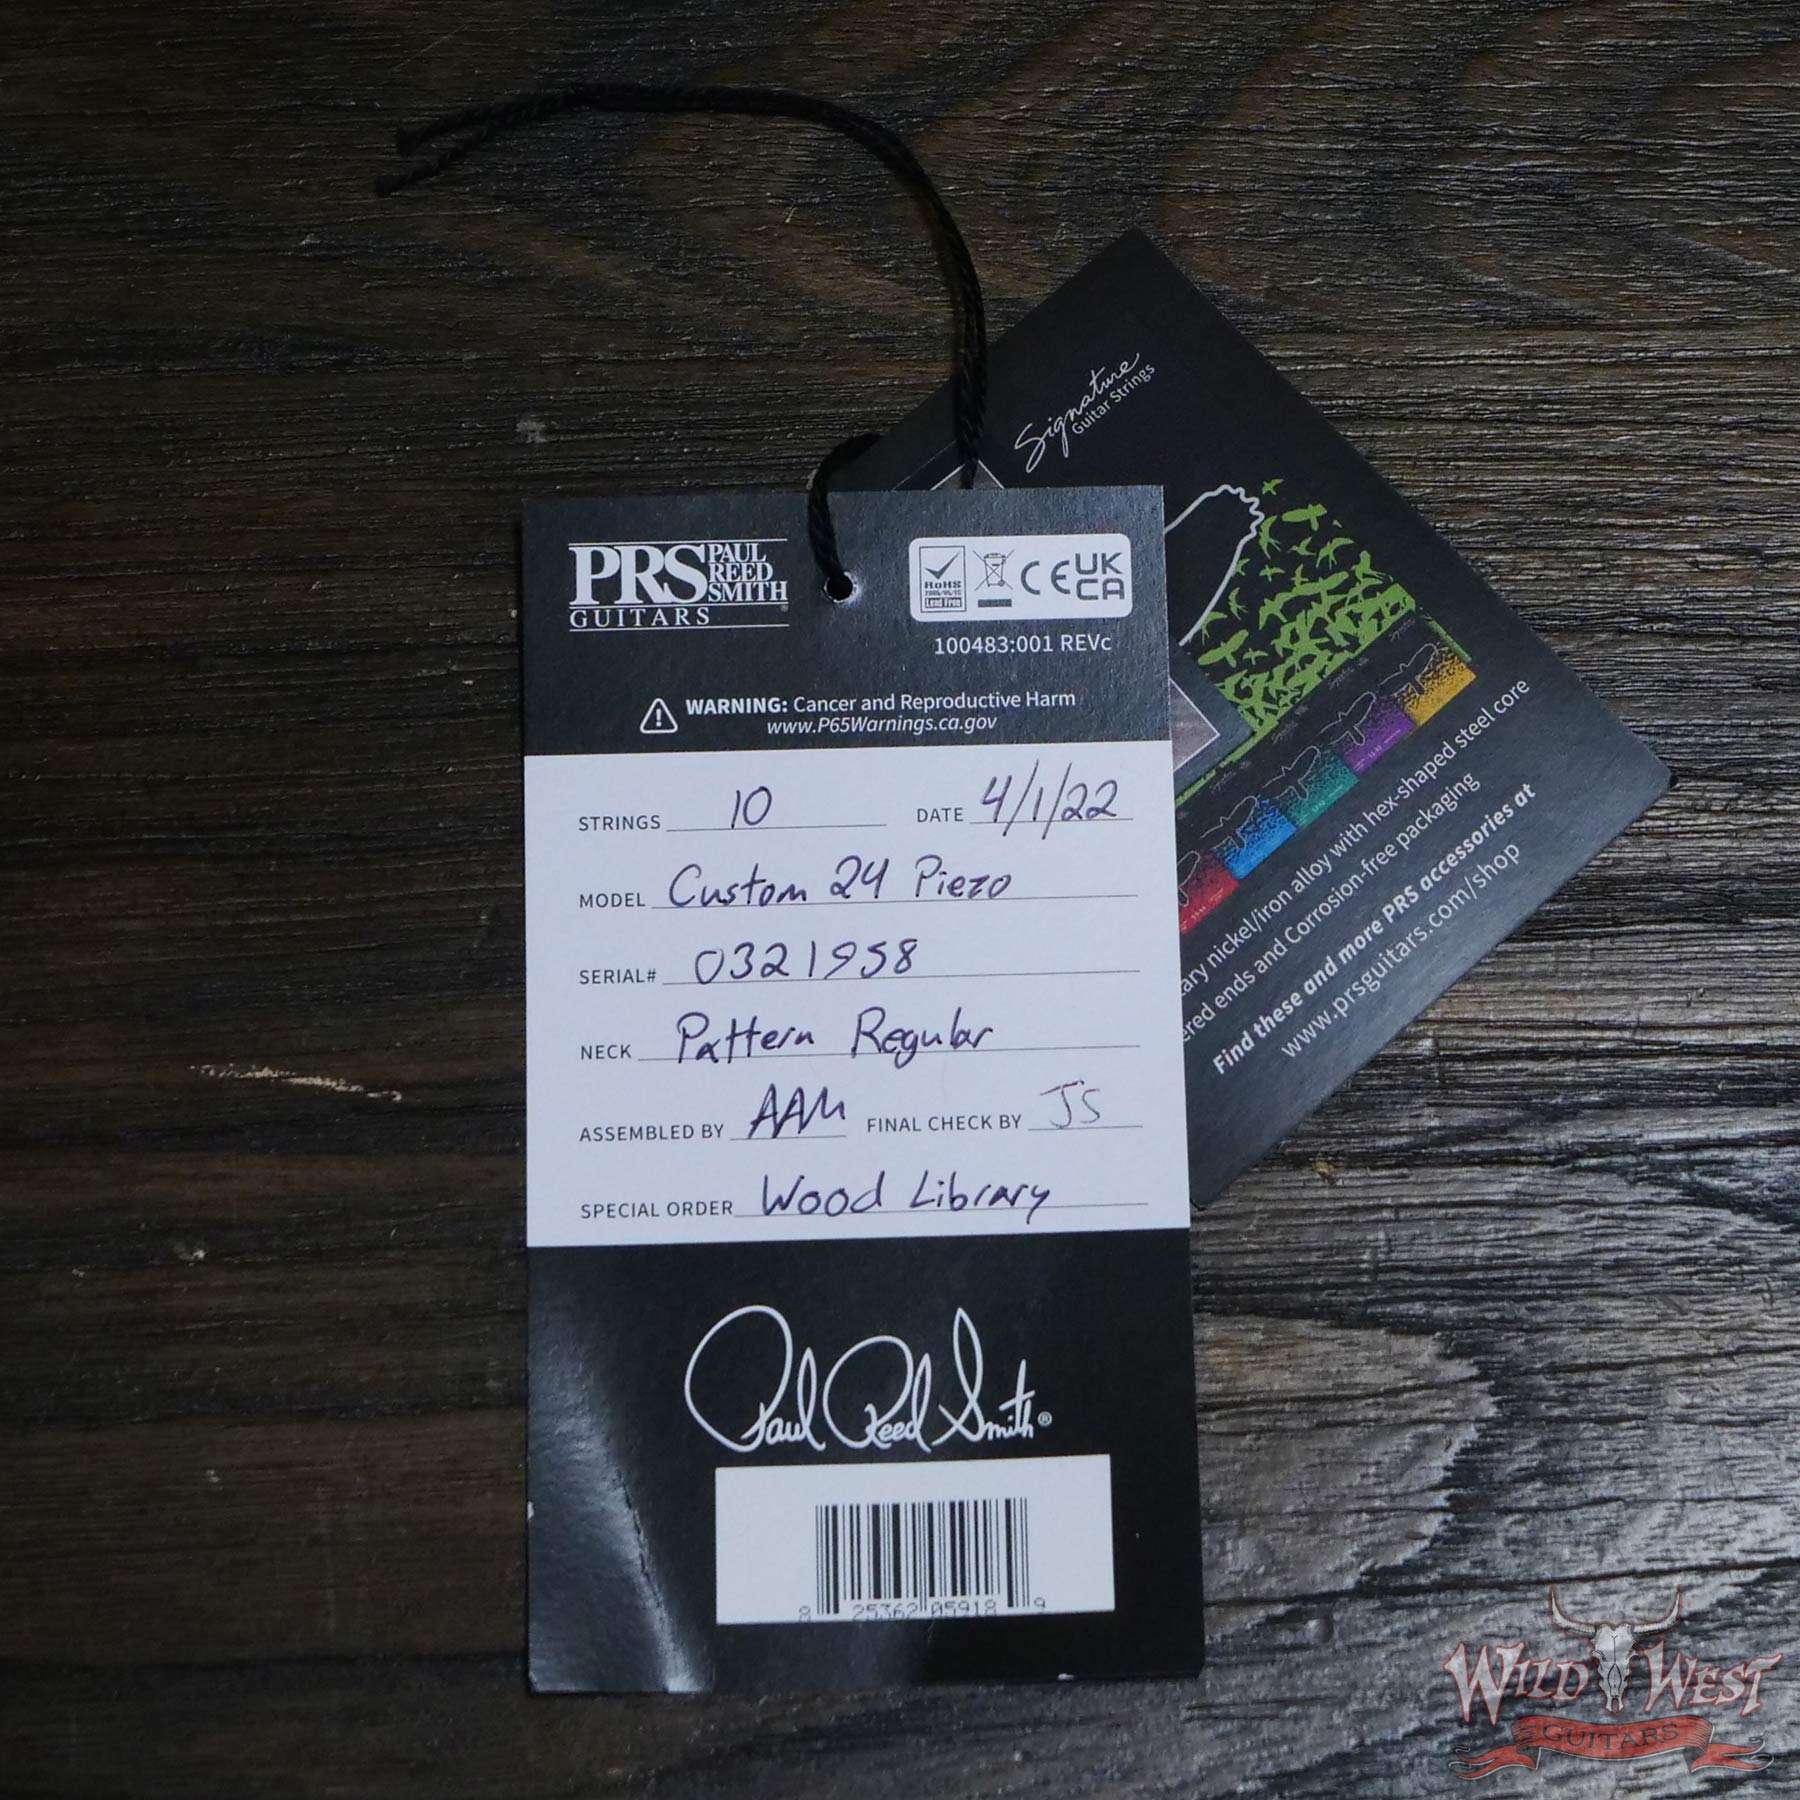 Signature
Guitar Strings
PRS PAUL REED SMITH
GUITARS
RoHS
Lead Free
CE UK CA
100483:001 REVc
WARNING: Cancer and Reproductive Harm
www.P65Warnings.ca.gov
STRINGS 10 DATE 4/1/22
MODEL Custom 24 Piezo
SERIAL# 0321958
NECK Pattern Regular
ASSEMBLED BY AAM FINAL CHECK BY JS
SPECIAL ORDER Wood Library
Paul Reed Smith®
8 25362 05918 9
nickel/iron alloy with hex-shaped steel core
ends and Corrosion-free packaging
Find these and more PRS accessories at
www.prsguitars.com/shop
WILD WEST
GUITARS